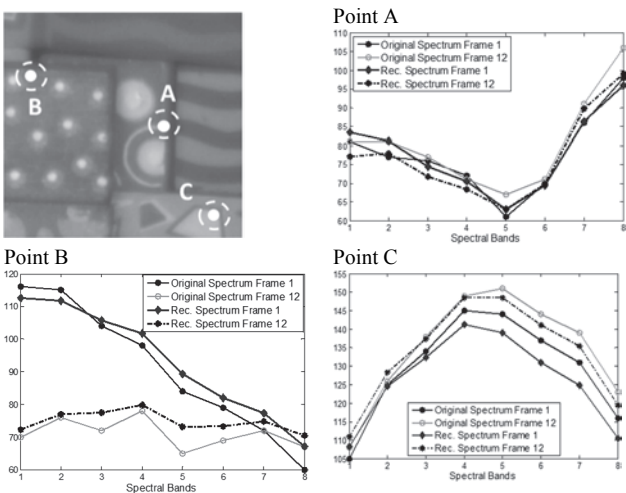 Point A
B
A
C
Original Spectrum Frame 1
Original Spectrum Frame 12
Rec. Spectrum Frame 1
Rec. Spectrum Frame 12
110
105
100
95
90
85
80
75
70
65
60
1 2 3 4 5 6 7 8
Spectral Bands
Point B
Original Spectrum Frame 1
Original Spectrum Frame 12
Rec. Spectrum Frame 1
Rec. Spectrum Frame 12
120
110
100
90
80
70
60
1 2 3 4 5 6 7 8
Spectral Bands
Point C
155
150
145
140
135
130
125
120
115
110
105
Original Spectrum Frame 1
Original Spectrum Frame 12
Rec. Spectrum Frame 1
Rec. Spectrum Frame 12
1 2 3 4 5 6 7 8
Spectral Bands